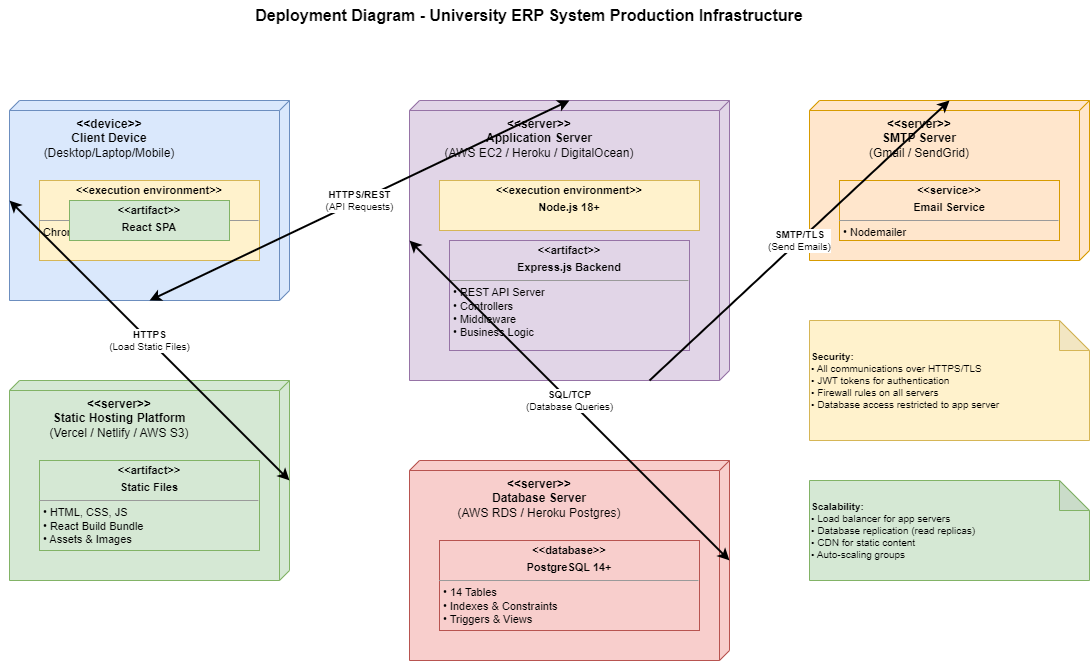 Deployment Diagram - University ERP System Production Infrastructure
<<device>>
Client Device
(Desktop/Laptop/Mobile)
<<execution environment>>
<<artifact>>
React SPA
HTTPS/REST
(API Requests)
<<server>>
Application Server
(AWS EC2 / Heroku / DigitalOcean)
<<execution environment>>
Node.js 18+
<<artifact>>
Express.js Backend
• REST API Server
• Controllers
• Middleware
• Business Logic
<<server>>
SMTP Server
(Gmail / SendGrid)
<<service>>
Email Service
• Nodemailer
SMTP/TLS
(Send Emails)
HTTPS
(Load Static Files)
<<server>>
Static Hosting Platform
(Vercel / Netlify / AWS S3)
<<artifact>>
Static Files
• HTML, CSS, JS
• React Build Bundle
• Assets & Images
SQL/TCP
(Database Queries)
<<server>>
Database Server
(AWS RDS / Heroku Postgres)
<<database>>
PostgreSQL 14+
• 14 Tables
• Indexes & Constraints
• Triggers & Views
Security:
• All communications over HTTPS/TLS
• JWT tokens for authentication
• Firewall rules on all servers
• Database access restricted to app server
Scalability:
• Load balancer for app servers
• Database replication (read replicas)
• CDN for static content
• Auto-scaling groups